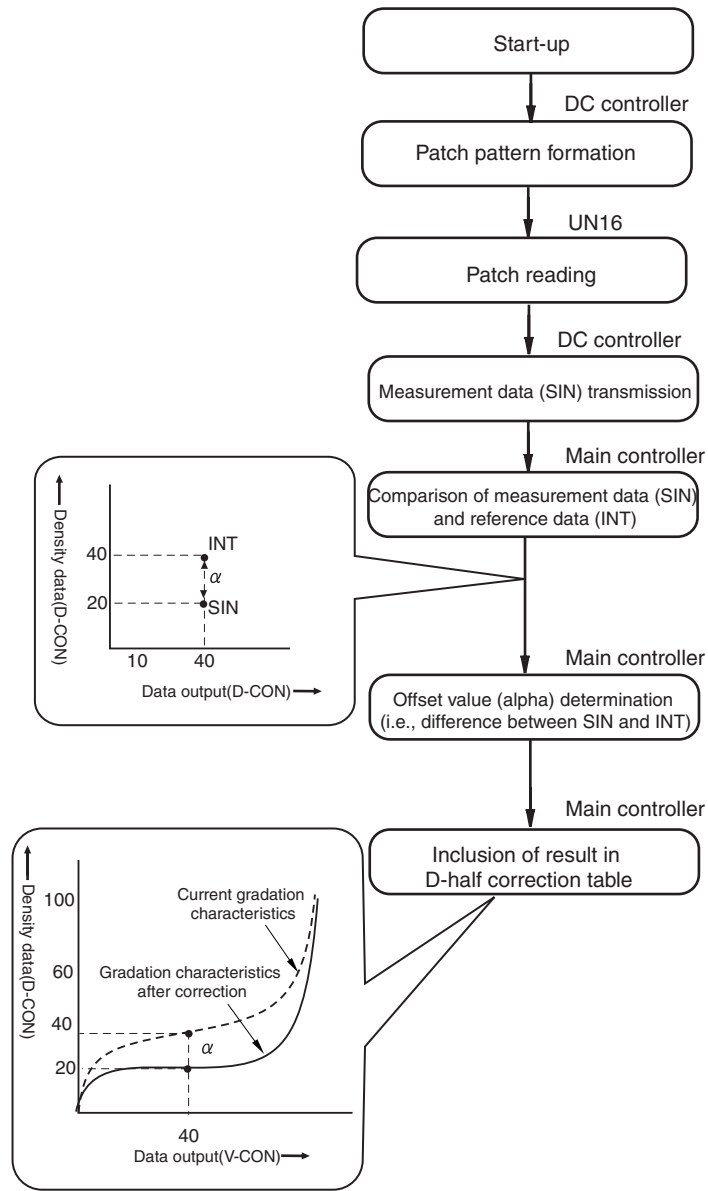 Start-up
DC controller
Patch pattern formation
UN16
Patch reading
DC controller
Measurement data (SIN) transmission
Main controller
Comparison of measurement data (SIN)
and reference data (INT)
Density data(D-CON)
40
20
INT
α
SIN
10
40
Data output(D-CON)
Main controller
Offset value (alpha) determination
(i.e., difference between SIN and INT)
Main controller
Inclusion of result in
D-half correction table
Density data(D-CON)
100
60
40
20
Current gradation
characteristics
Gradation characteristics
after correction
α
40
Data output(V-CON)